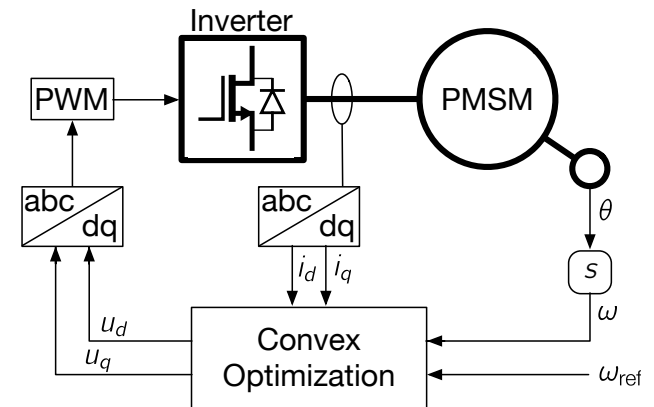 Inverter
PWM
PMSM
abc
dq
abc
dq
θ
i_d
i_q
s
ω
u_d
u_q
Convex
Optimization
ω_ref